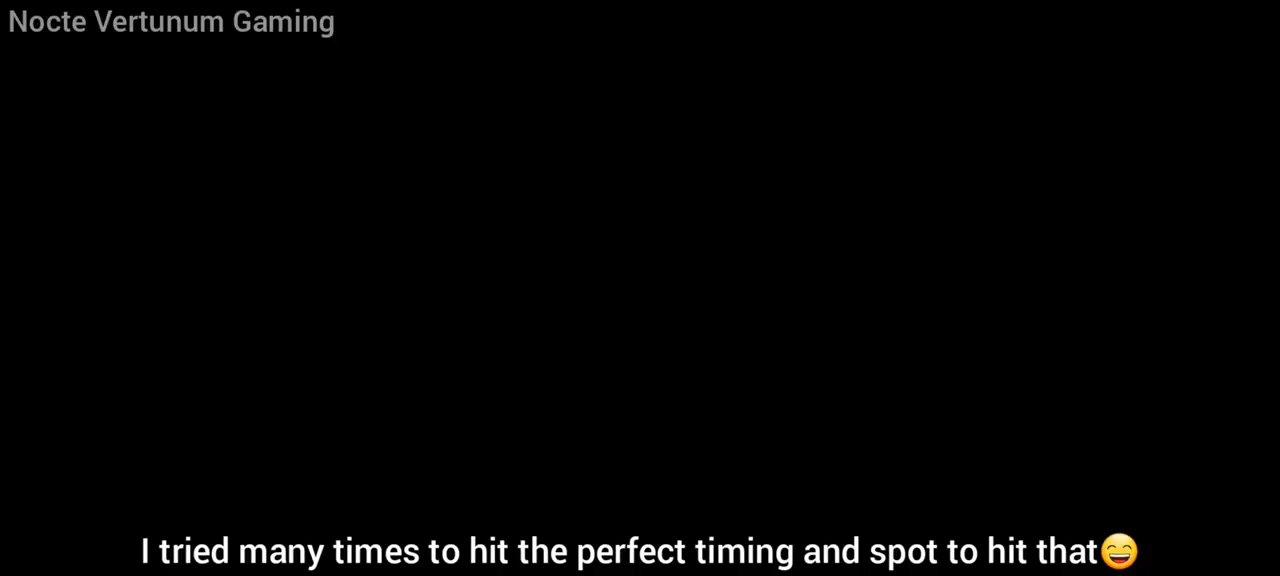 Nocte Vertunum Gaming
I tried many times to hit the perfect timing and spot to hit that😄